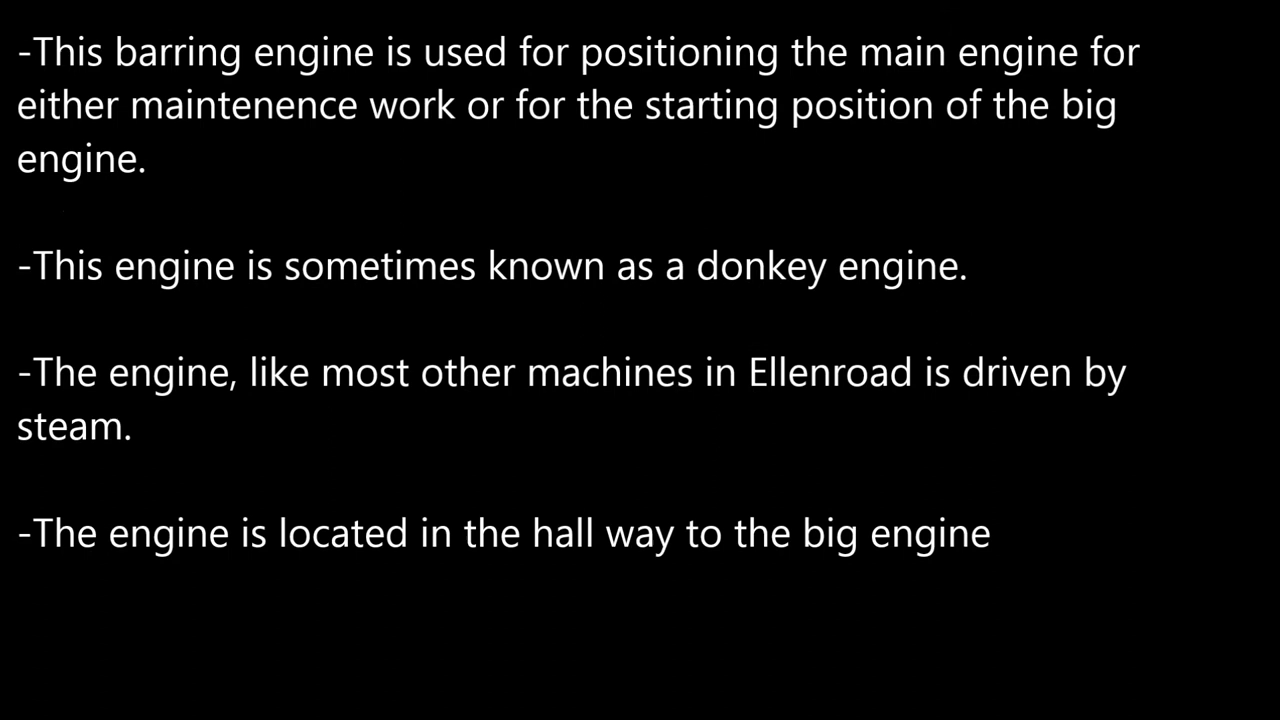 -This barring engine is used for positioning the main engine for
either maintenence work or for the starting position of the big
engine.
-This engine is sometimes known as a donkey engine.
-The engine, like most other machines in Ellenroad is driven by
steam.
-The engine is located in the hall way to the big engine